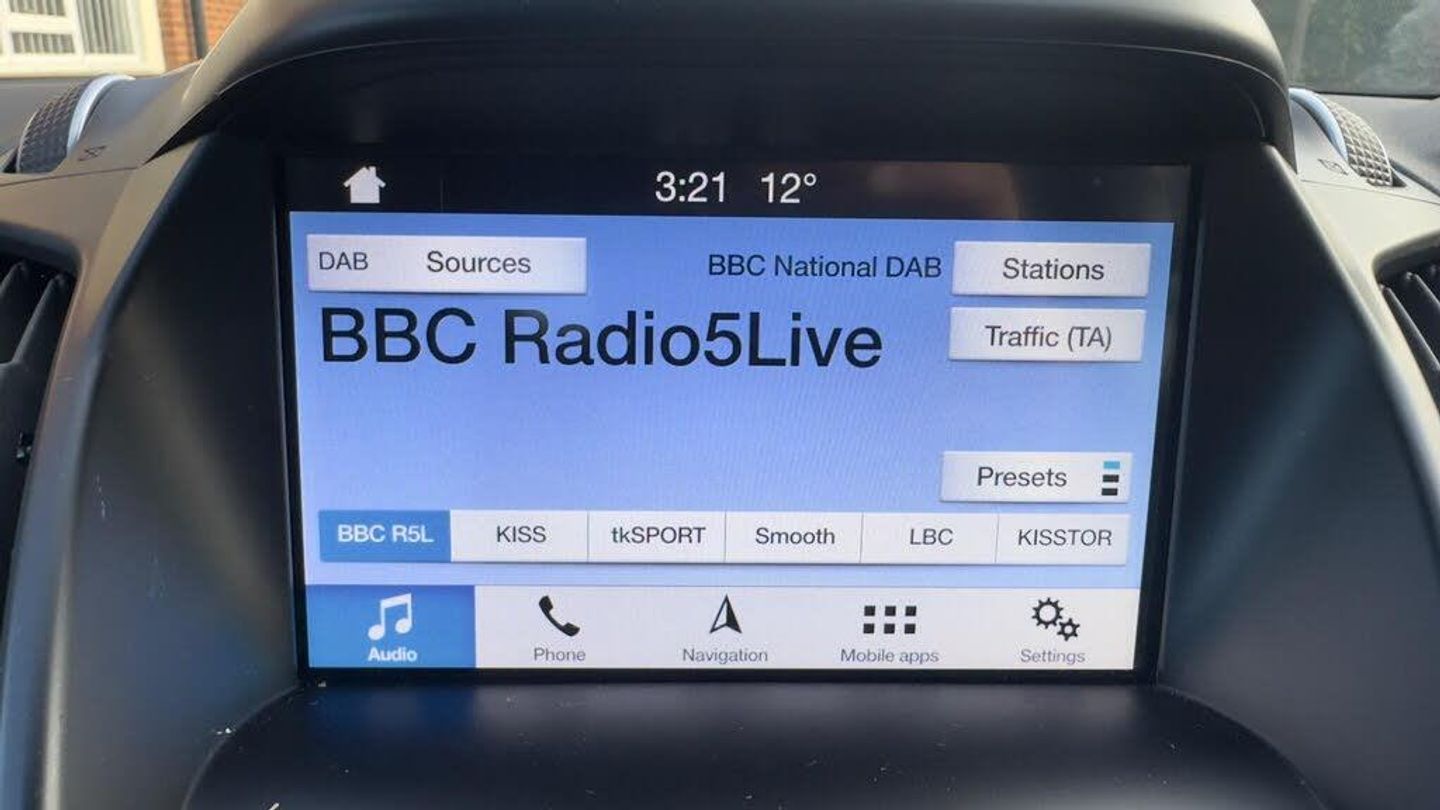 3:21 12°
DAB Sources
BBC National DAB
Stations
BBC Radio5Live
Traffic (TA)
Presets
BBC R5L KISS tkSPORT Smooth LBC KISSTOR
Audio Phone Navigation Mobile apps Settings